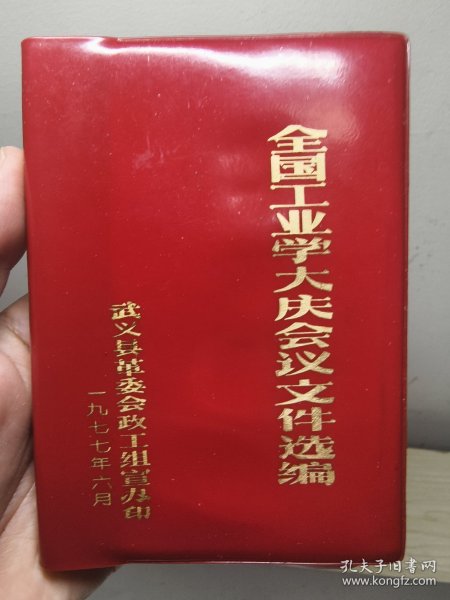 全国工业学大庆会议文件选编
武义县革委会政工组宣办印
一九七七年六月
孔夫子旧书网
www.kongfz.com